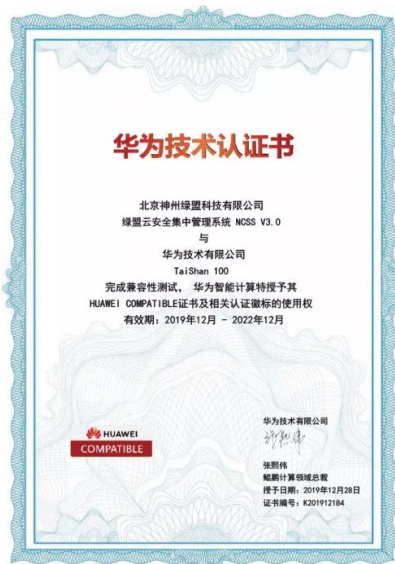 华为技术认证书
北京神州绿盟科技有限公司
绿盟云安全集中管理系统 NCSS V3.0
与
华为技术有限公司
TaiShan 100
完成兼容性测试，华为智能计算特授予其
HUAWEI COMPATIBLE证书及相关认证徽标的使用权
有效期：2019年12月 - 2022年12月
HUAWEI
COMPATIBLE
华为技术有限公司
张熙伟
鲲鹏计算领域总裁
授予日期：2019年12月28日
证书编号：K201912184